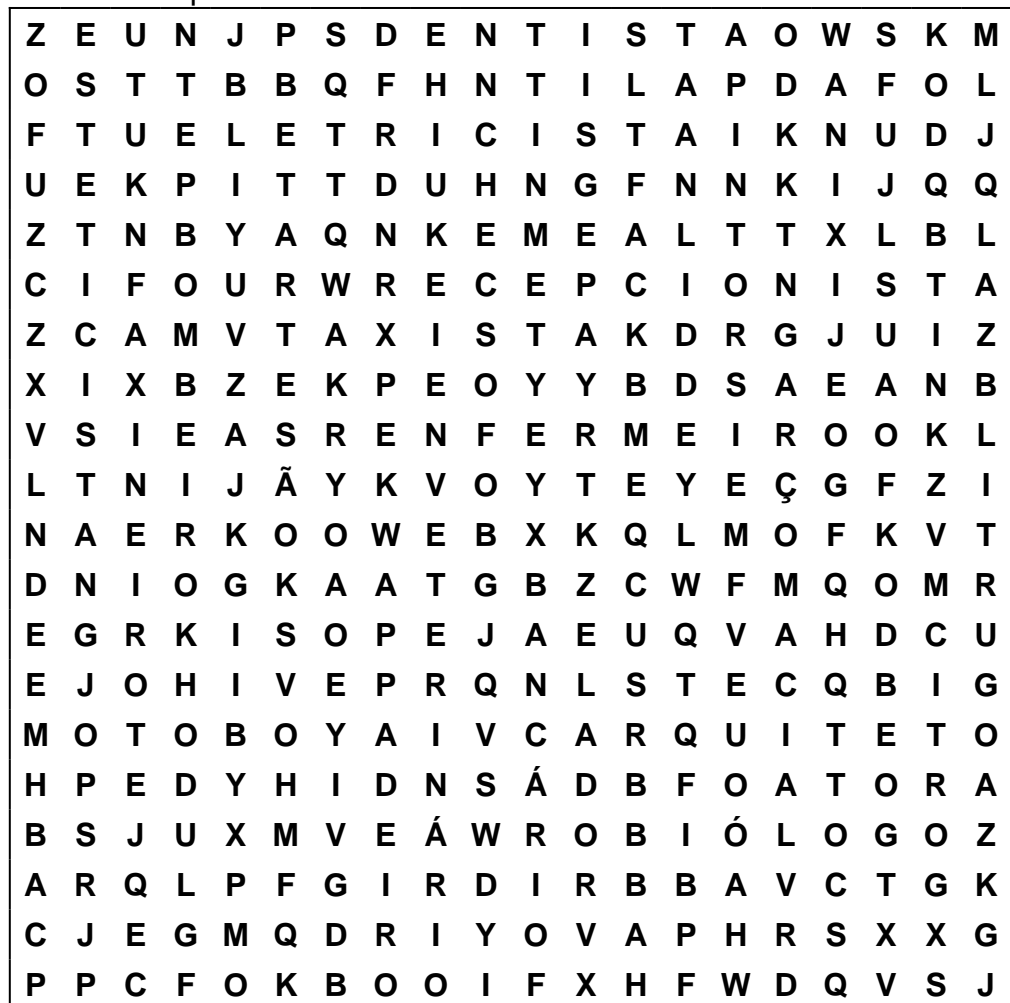 Z E U N J P S D E N T I S T A O W S K M
O S T T B B Q F H N T I L A P D A F O L
F T U E L E T R I C I S T A I K N U D J
U E K P I T T D U H N G F N N K I J Q Q
Z T N B Y A Q N K E M E A L T T X L B L
C I F O U R W R E C E P C I O N I S T A
Z C A M V T A X I S T A K D R G J U I Z
X I X B Z E K P E O Y Y B D S A E A N B
V S I E A S R E N F E R M E I R O O K L
L T N I J Ã Y K V O Y T E Y E Ç G F Z I
N A E R K O O W E B X K Q L M O F K V T
D N I O G K A A T G B Z C W F M Q O M R
E G R K I S O P E J A E U Q V A H D C U
E J O H I V E P R Q N L S T E C Q B I G
M O T O B O Y A I V C A R Q U I T E T O
H P E D Y H I D N S Á D B F O A T O R A
B S J U X M V E Á W R O B I Ó L O G O Z
A R Q L P F G I R D I R B B A V C T G K
C J E G M Q D R I Y O V A P H R S X X G
P P C F O K B O O I F X H F W D Q V S J